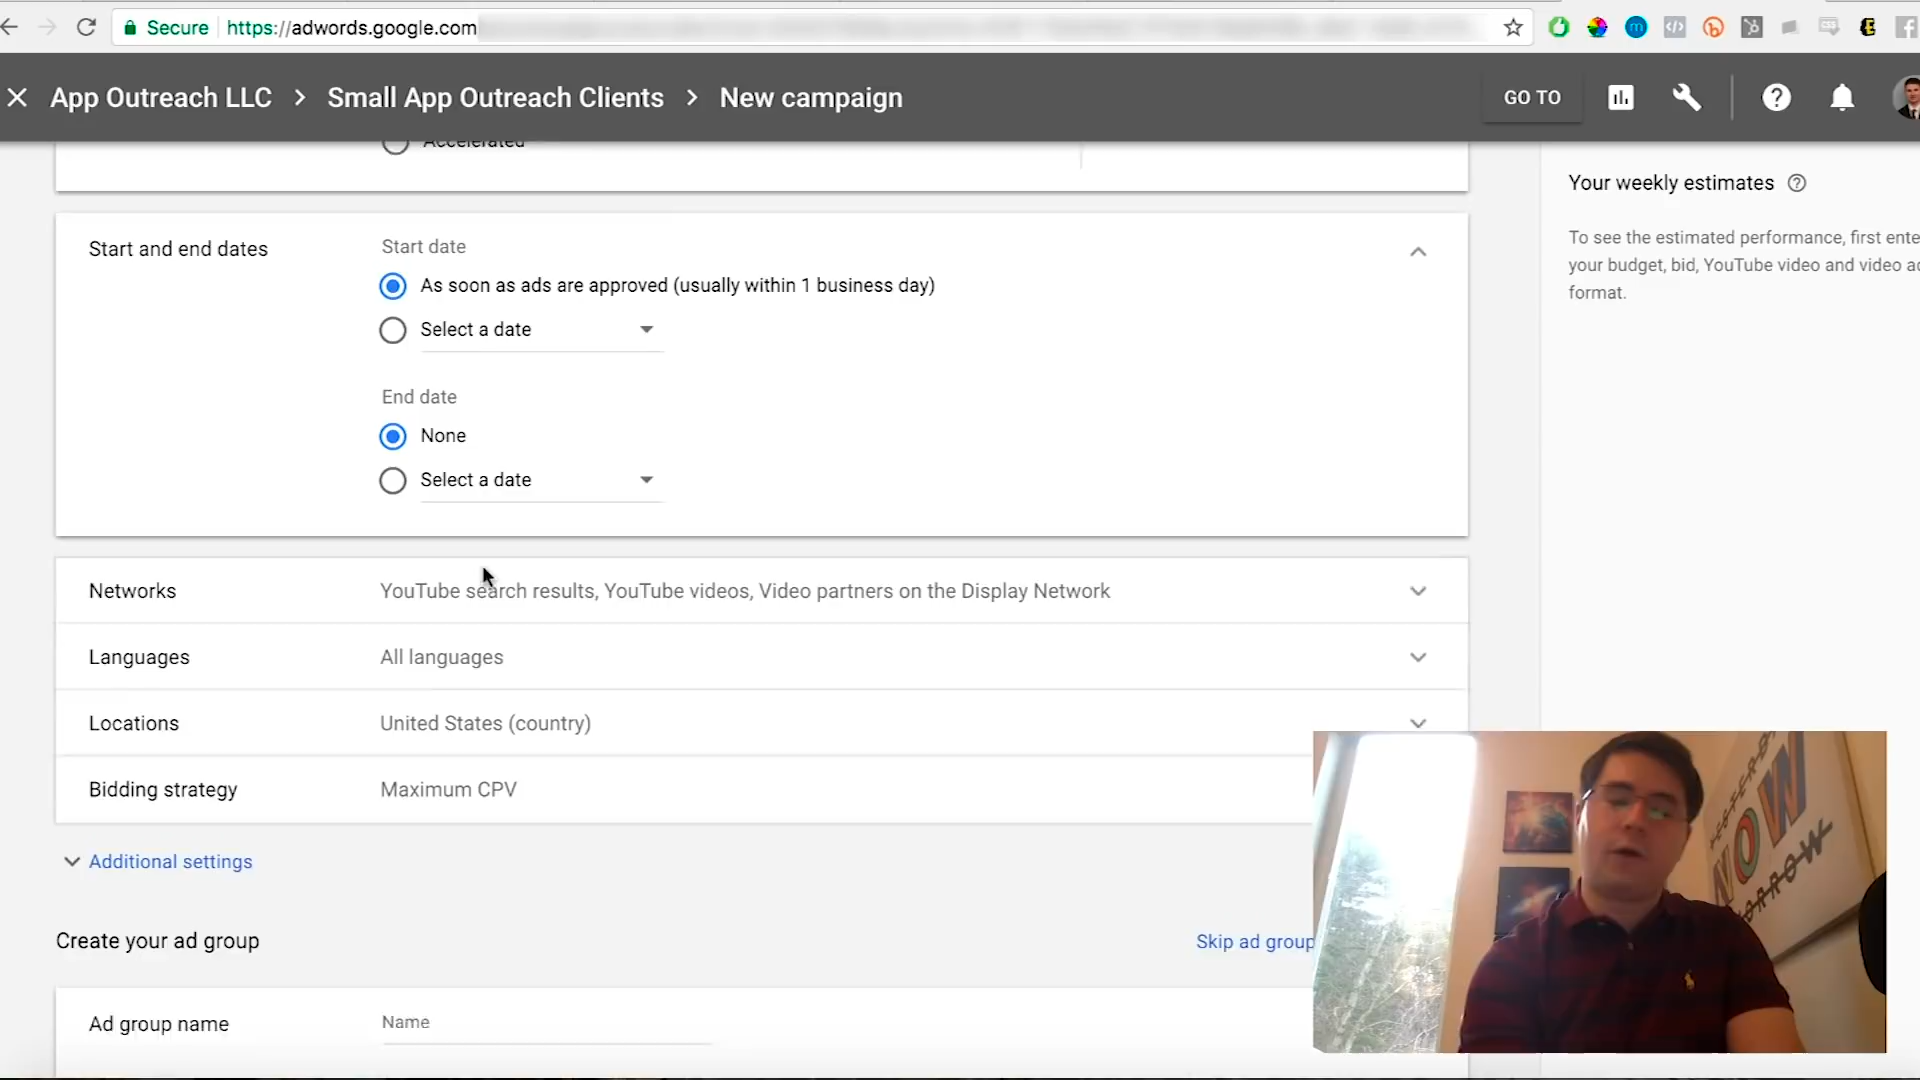 Secure https://adwords.google.com
App Outreach LLC > Small App Outreach Clients > New campaign
GO TO
Accelerated
Your weekly estimates
To see the estimated performance, first ente
your budget, bid, YouTube video and video ad
format.
Start and end dates
Start date
As soon as ads are approved (usually within 1 business day)
Select a date
End date
None
Select a date
Networks
YouTube search results, YouTube videos, Video partners on the Display Network
Languages
All languages
Locations
United States (country)
Bidding strategy
Maximum CPV
Additional settings
Create your ad group
Skip ad group
Ad group name
Name
NOW